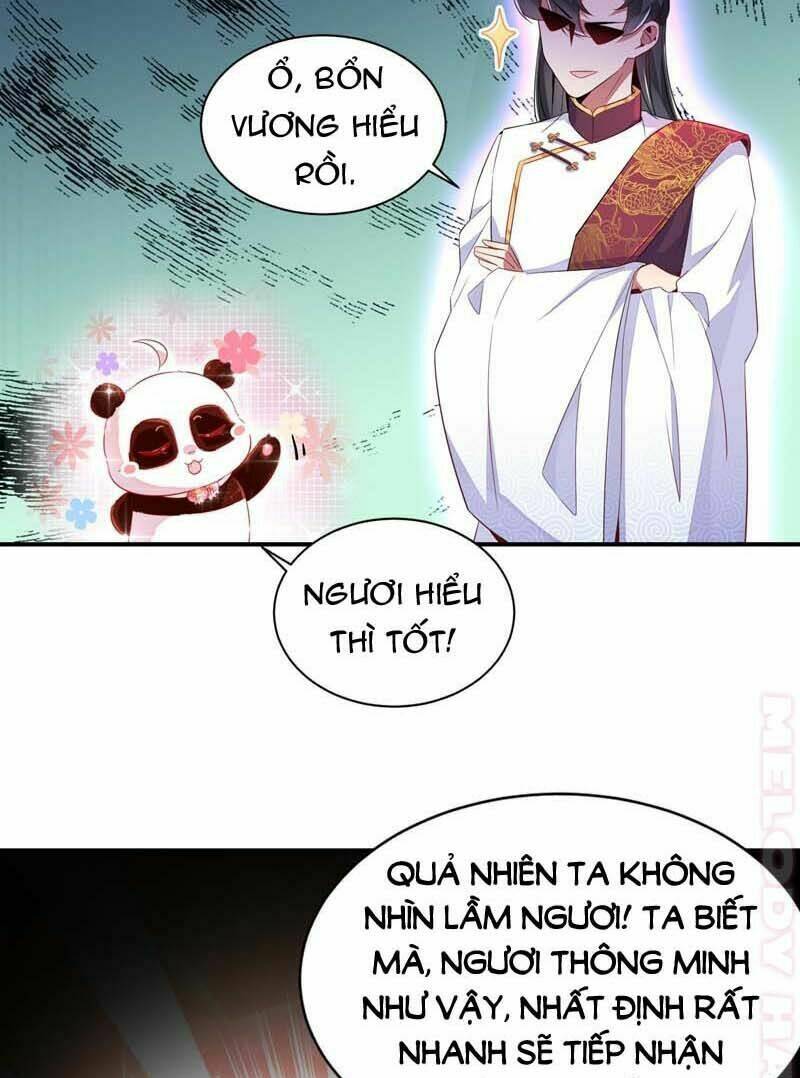 Ổ, BỔN
VƯƠNG HIỂU
RỒI.
NGƯƠI HIỂU
THÌ TỐT!
MELODY
QUẢ NHIÊN TA KHÔNG
NHÌN LẦM NGƯƠI! TA BIẾT
MÀ, NGƯƠI THÔNG MINH
NHƯ VẬY, NHẤT ĐỊNH RẤT
NHANH SẼ TIẾP NHẬN